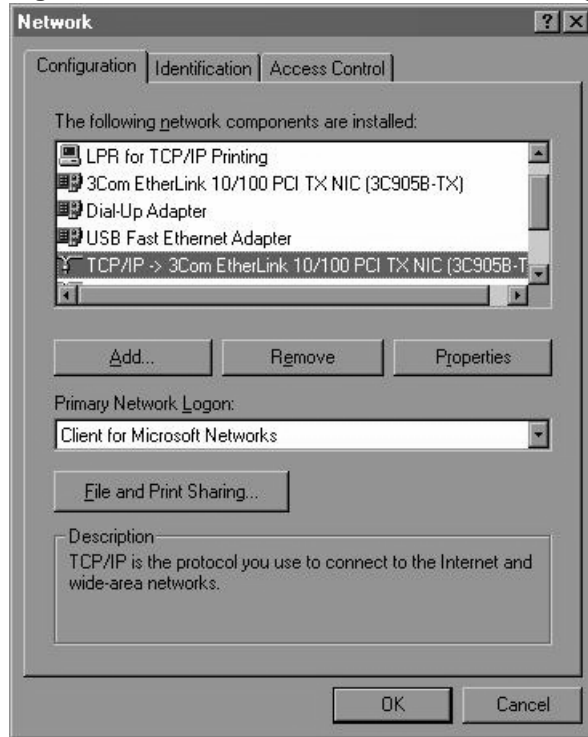 Network
Configuration Identification Access Control
The following network components are installed:
LPR for TCP/IP Printing
3Com EtherLink 10/100 PCI TX NIC (3C905B-TX)
Dial-Up Adapter
USB Fast Ethernet Adapter
TCP/IP -> 3Com EtherLink 10/100 PCI TX NIC (3C905B-T
Add... Remove Properties
Primary Network Logon:
Client for Microsoft Networks
File and Print Sharing...
Description
TCP/IP is the protocol you use to connect to the Internet and
wide-area networks.
OK Cancel